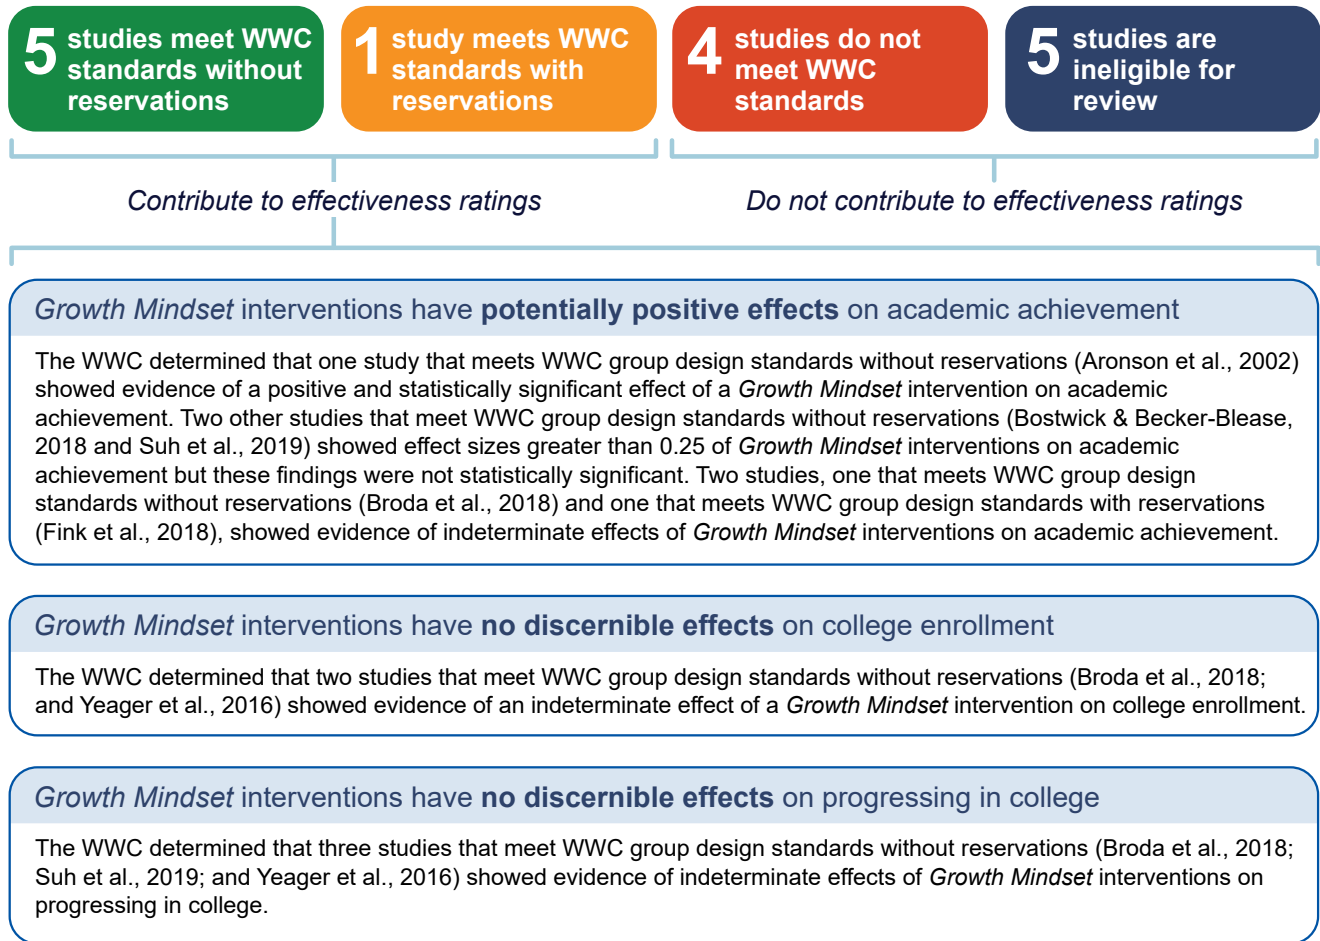 5 studies meet WWC
standards without
reservations
1 study meets WWC
standards with
reservations
4 studies do not
meet WWC
standards
5 studies are
ineligible for
review
Contribute to effectiveness ratings
Do not contribute to effectiveness ratings
Growth Mindset interventions have potentially positive effects on academic achievement
The WWC determined that one study that meets WWC group design standards without reservations (Aronson et al., 2002)
showed evidence of a positive and statistically significant effect of a Growth Mindset intervention on academic
achievement. Two other studies that meet WWC group design standards without reservations (Bostwick & Becker-Blease,
2018 and Suh et al., 2019) showed effect sizes greater than 0.25 of Growth Mindset interventions on academic
achievement but these findings were not statistically significant. Two studies, one that meets WWC group design
standards without reservations (Broda et al., 2018) and one that meets WWC group design standards with reservations
(Fink et al., 2018), showed evidence of indeterminate effects of Growth Mindset interventions on academic achievement.
Growth Mindset interventions have no discernible effects on college enrollment
The WWC determined that two studies that meet WWC group design standards without reservations (Broda et al., 2018;
and Yeager et al., 2016) showed evidence of an indeterminate effect of a Growth Mindset intervention on college enrollment.
Growth Mindset interventions have no discernible effects on progressing in college
The WWC determined that three studies that meet WWC group design standards without reservations (Broda et al., 2018;
Suh et al., 2019; and Yeager et al., 2016) showed evidence of indeterminate effects of Growth Mindset interventions on
progressing in college.